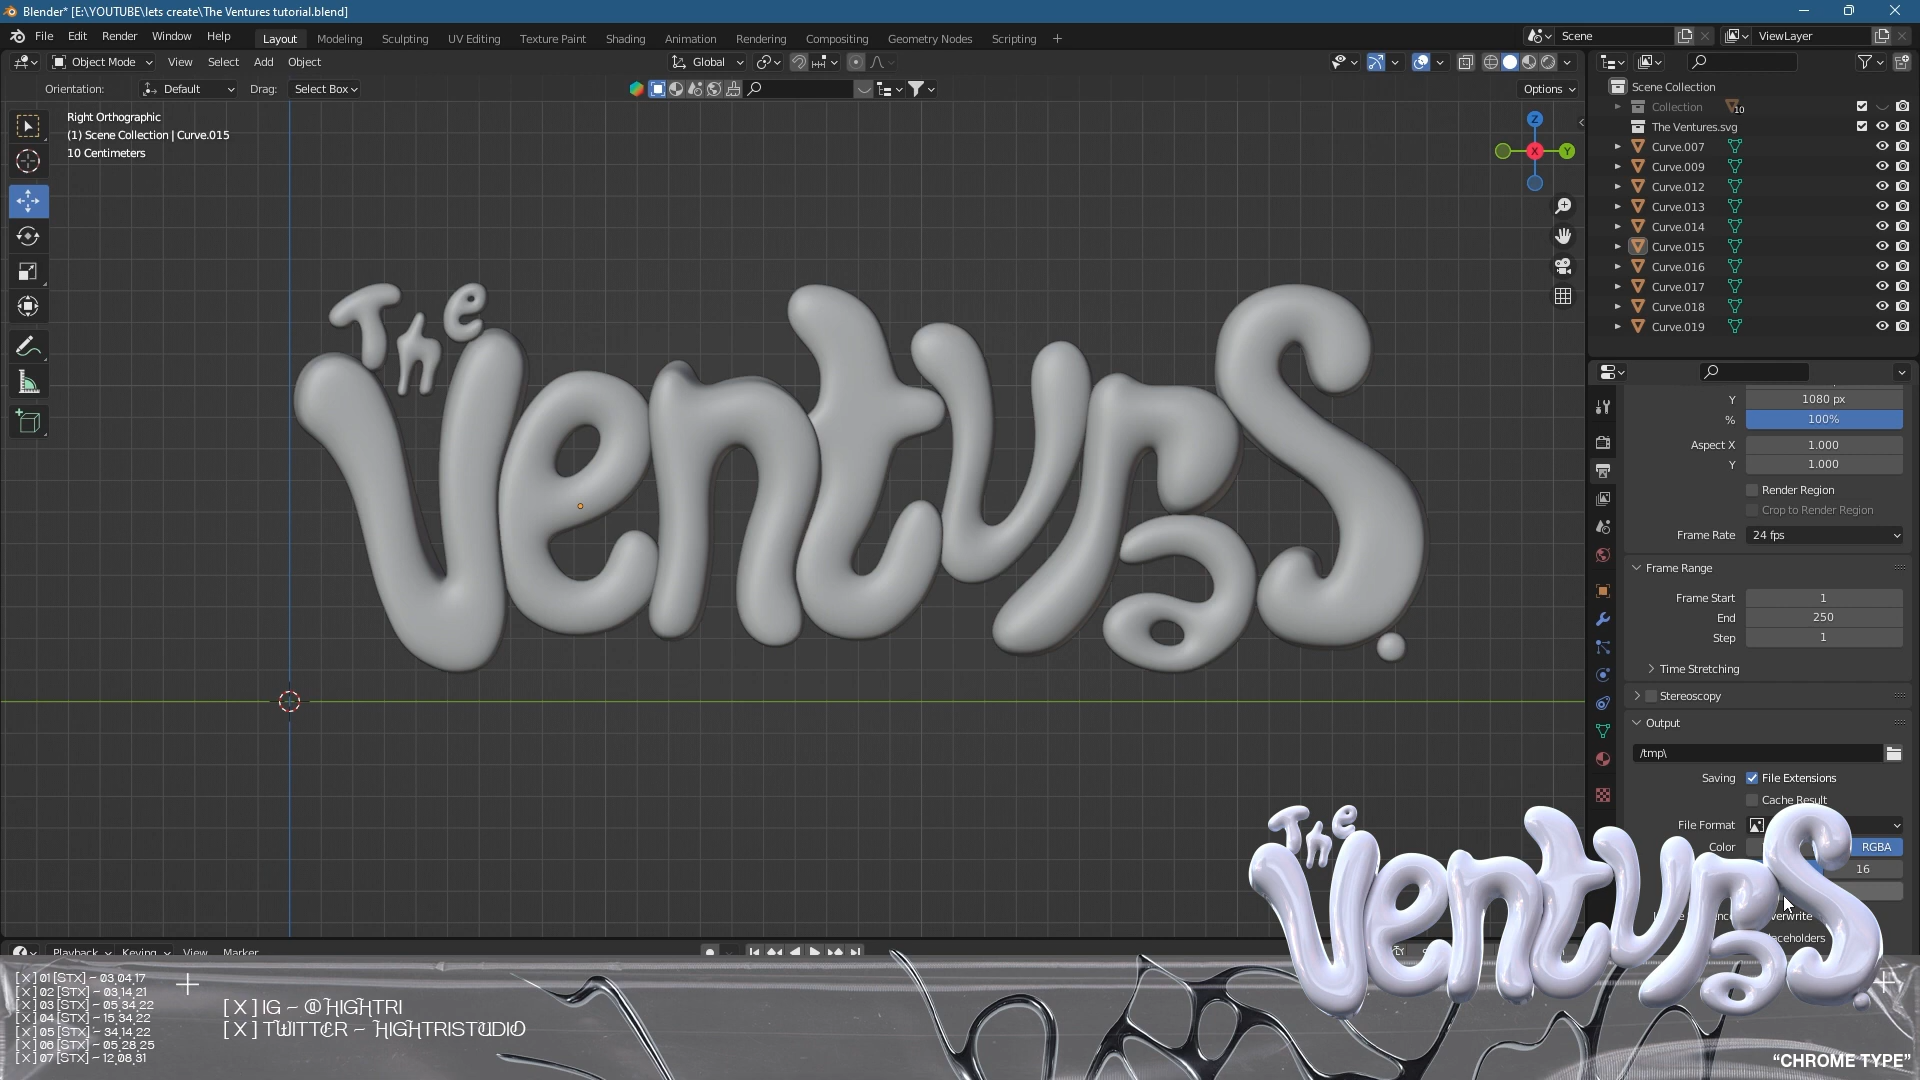 Blender* [E:\YOUTUBE\lets create\The Ventures tutorial.blend]
File Edit Render Window Help
Layout Modeling Sculpting UV Editing Texture Paint Shading Animation Rendering Compositing Geometry Nodes Scripting +
Scene
ViewLayer
Object Mode View Select Add Object
Global
Orientation: Default Drag: Select Box
Options
Right Orthographic
(1) Scene Collection | Curve.015
10 Centimeters
Z
X
Y
Scene Collection
Collection 10
The Ventures.svg
Curve.007
Curve.009
Curve.012
Curve.013
Curve.014
Curve.015
Curve.016
Curve.017
Curve.018
Curve.019
The
Ventures
Y 1080 px
% 100%
Aspect X 1.000
Y 1.000
Render Region
Crop to Render Region
Frame Rate 24 fps
Frame Range
Frame Start 1
End 250
Step 1
Time Stretching
Stereoscopy
Output
/tmp\
Saving File Extensions
Cache Result
File Format
Color RGBA
16
The
Ventures
Playback Keying View Marker
[X] 01 [STX] – 03.04.17
[X] 02 [STX] – 03.14.21
[X] 03 [STX] – 05.34.22
[X] 04 [STX] – 15.34.22
[X] 05 [STX] – 34.14.22
[X] 06 [STX] – 05.28.25
[X] 07 [STX] – 12.08.31
[X] IG – @HIGHTRI
[X] TWITTER – HIGHTRISTUDIO
“CHROME TYPE”